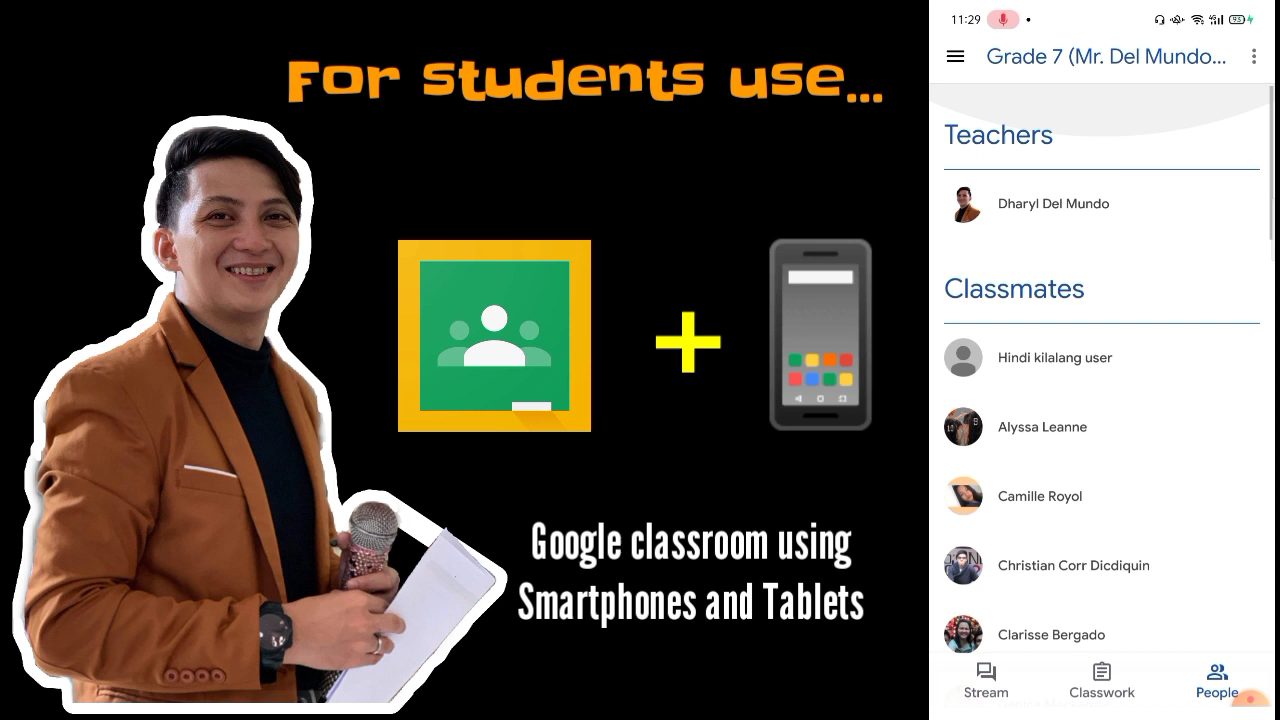 For students use...
Google classroom using
Smartphones and Tablets
11:29
93
Grade 7 (Mr. Del Mundo...
Teachers
Dharyl Del Mundo
Classmates
Hindi kilalang user
Alyssa Leanne
Camille Royol
Christian Corr Dicdiquin
Clarisse Bergado
Stream
Classwork
People